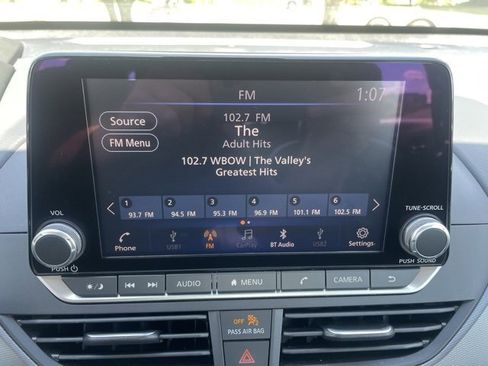 FM
1:07
Source
FM Menu
102.7 FM
The
Adult Hits
102.7 WBOW | The Valley's
Greatest Hits
1 2 3 4 5 6
93.7 FM 94.5 FM 95.3 FM 96.9 FM 101.1 FM 102.5 FM
Phone USB1 FM CarPlay BT Audio USB2 Settings
VOL
PUSH
TUNE·SCROLL
PUSH SOUND
AUDIO MENU CAMERA
OFF
PASS AIR BAG